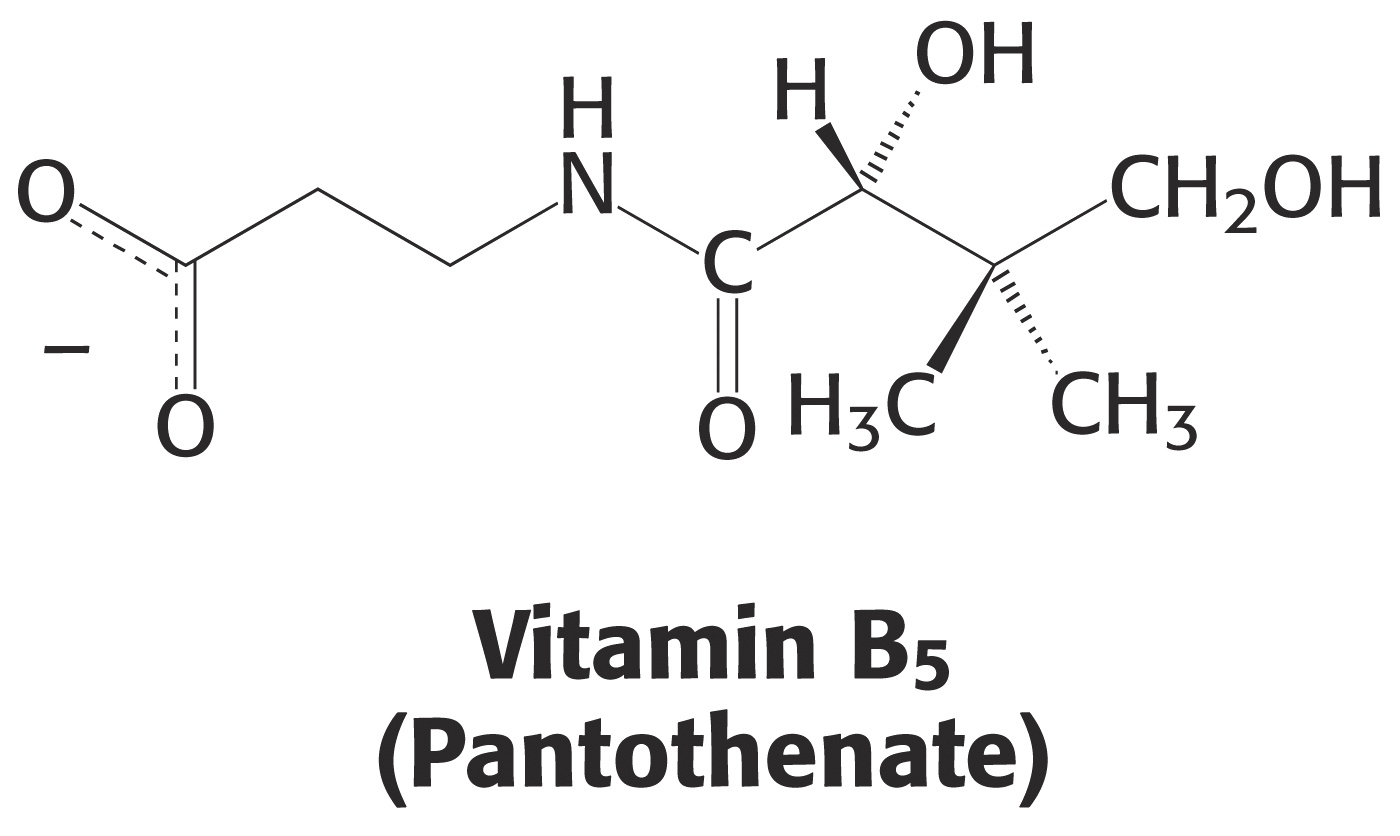 OH
H
H
N
O
CH₂OH
C
–
O
O
H₃C
CH₃
Vitamin B₅
(Pantothenate)